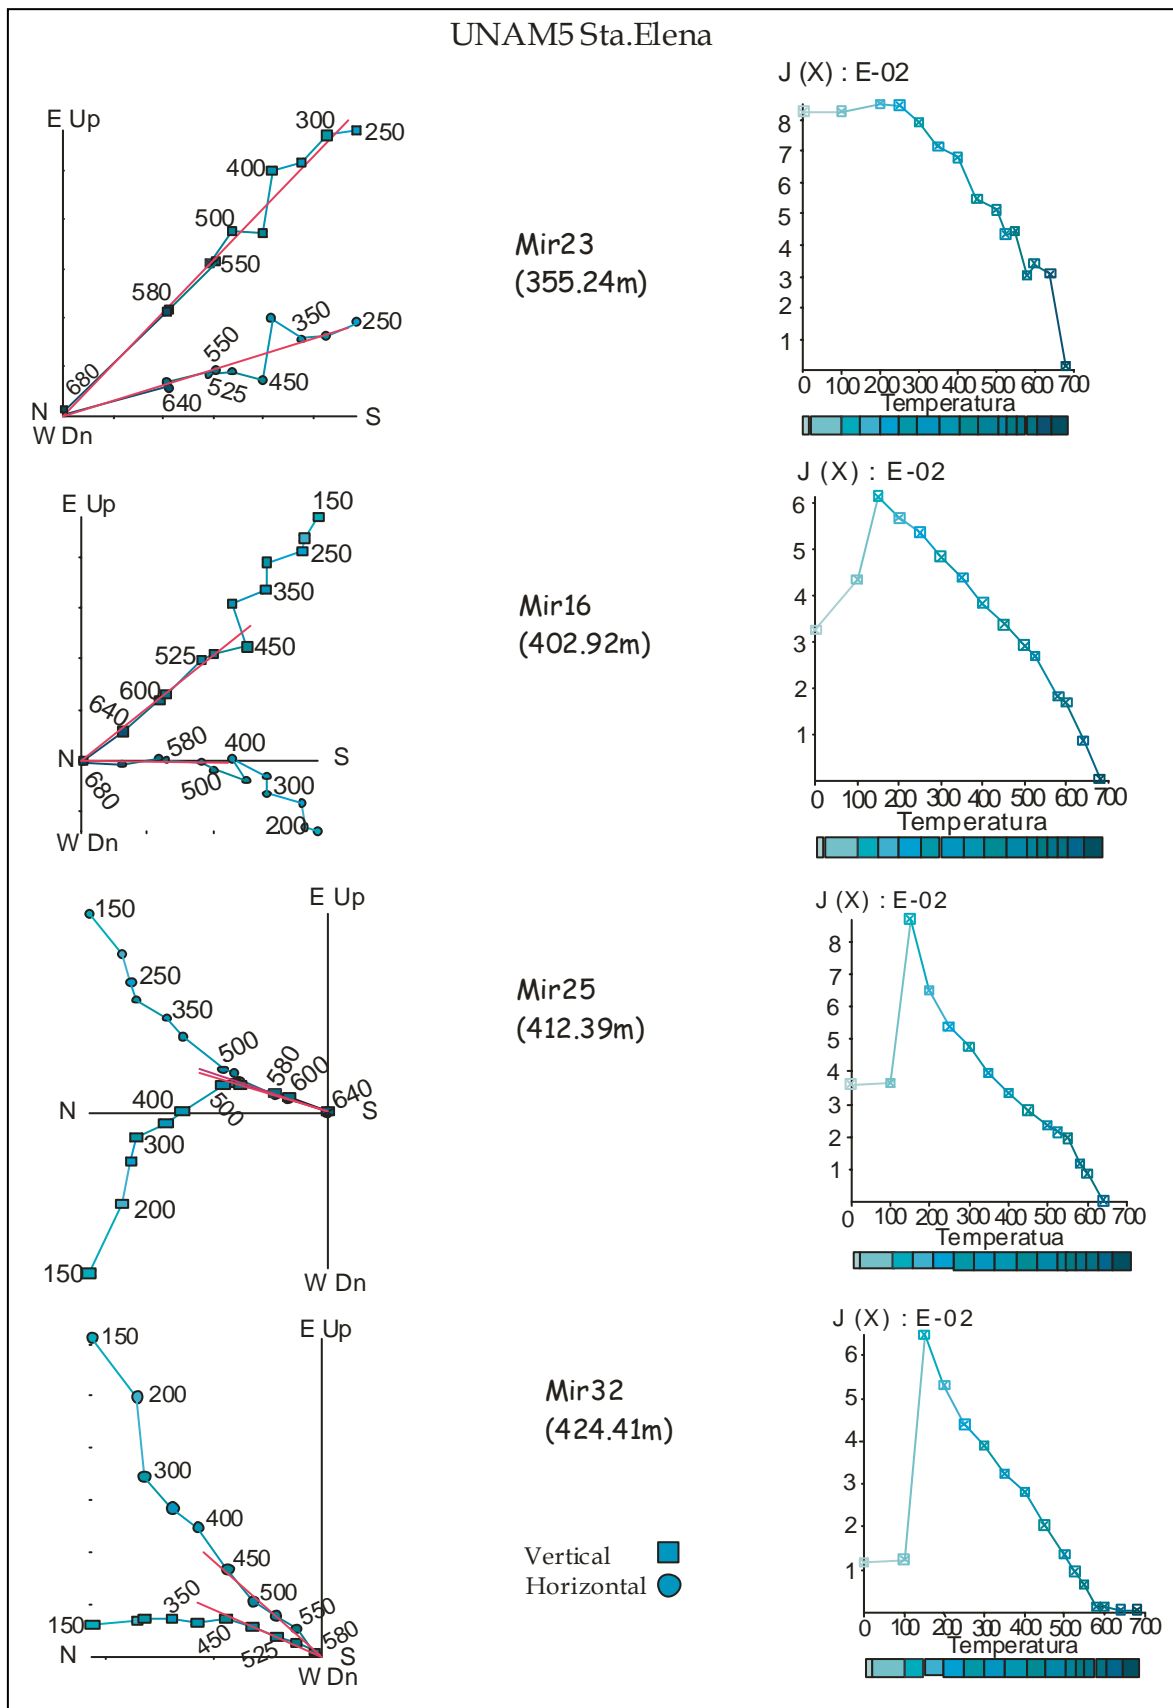 UNAM5 Sta.Elena
E Up
300
250
400
500
550
580
680
550
350
250
525
450
640
N
S
W Dn
Mir23
(355.24m)
J (X) : E-02
8
7
6
5
4
3
2
1
0 100 200 300 400 500 600 700
Temperatura
E Up
150
250
350
525
450
600
640
N
580
400
S
680
500
300
200
W Dn
Mir16
(402.92m)
J (X) : E-02
6
5
4
3
2
1
0 100 200 300 400 500 600 700
Temperatura
E Up
150
250
350
500
580
600
640
N
400
500
S
300
200
150
W Dn
Mir25
(412.39m)
J (X) : E-02
8
7
6
5
4
3
2
1
0 100 200 300 400 500 600 700
Temperatua
E Up
150
200
300
400
450
500
550
350
150
450
525
580
N
S
W Dn
Mir32
(424.41m)
Vertical
Horizontal
J (X) : E-02
6
5
4
3
2
1
0 100 200 300 400 500 600 700
Temperatura